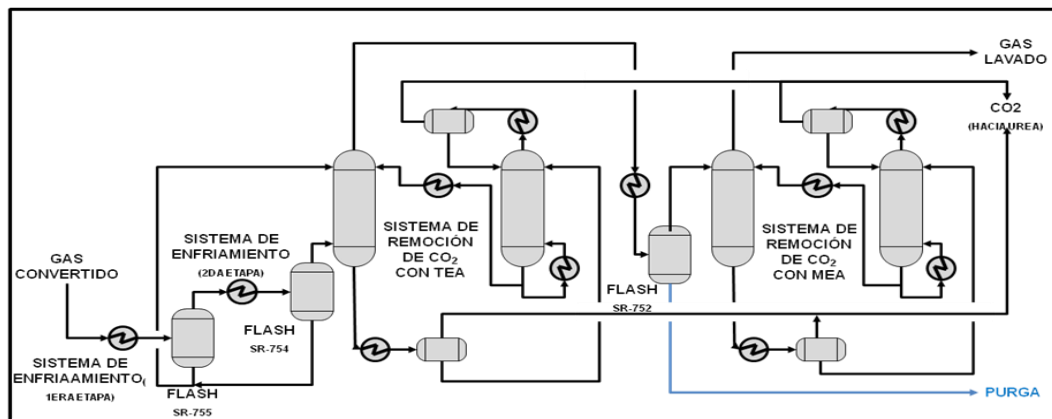 GAS
LAVADO
CO2
(HACIA UREA)
SISTEMA DE
REMOCIÓN
DE CO₂
CON TEA
SISTEMA DE
REMOCIÓN
DE CO₂
CON MEA
SISTEMA DE
ENFRIAMIENTO
(2DA ETAPA)
GAS
CONVERTIDO
FLASH
SR-752
FLASH
SR-754
SISTEMA DE
ENFRIAAMIENTO(
1ERA ETAPA)
FLASH
SR-755
PURGA